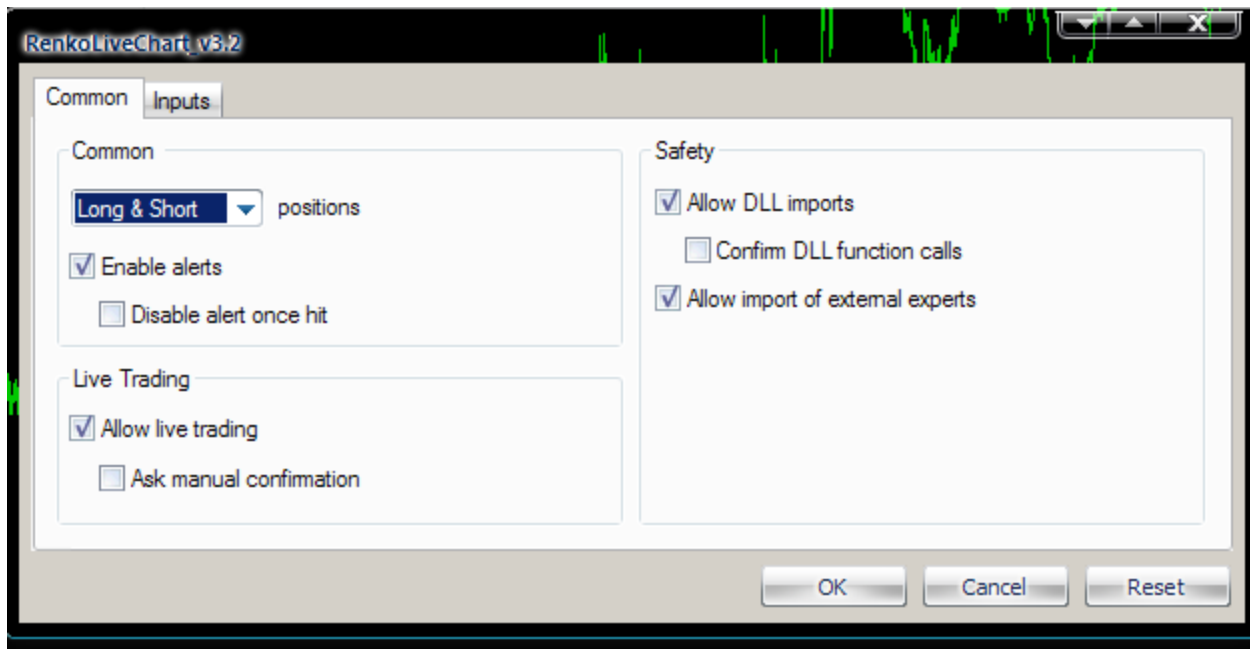 RenkoLiveChart_v3.2
Common
Inputs
Common
Long & Short positions
Enable alerts
Disable alert once hit
Live Trading
Allow live trading
Ask manual confirmation
Safety
Allow DLL imports
Confirm DLL function calls
Allow import of external experts
OK
Cancel
Reset